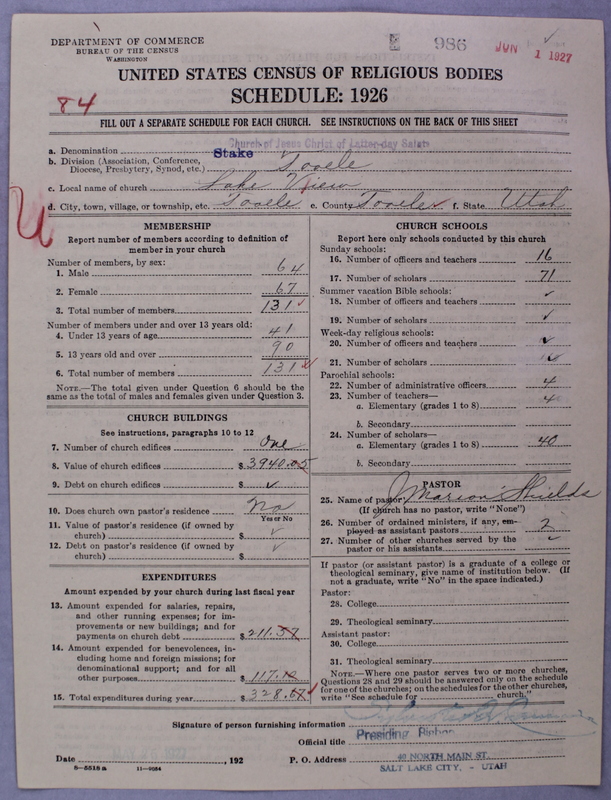 DEPARTMENT OF COMMERCE
BUREAU OF THE CENSUS
WASHINGTON
986
JUN 1 1927
UNITED STATES CENSUS OF RELIGIOUS BODIES
SCHEDULE: 1926
84
FILL OUT A SEPARATE SCHEDULE FOR EACH CHURCH. SEE INSTRUCTIONS ON THE BACK OF THIS SHEET
a. Denomination Church of Jesus Christ of Latter-day Saints
b. Division (Association, Conference, Diocese, Presbytery, Synod, etc.) Stake Tooele
c. Local name of church Lake View
d. City, town, village, or township, etc. Tooele e. County Tooele f. State Utah
MEMBERSHIP
Report number of members according to definition of
member in your church
Number of members, by sex:
1. Male 64
2. Female 67
3. Total number of members 131
Number of members under and over 13 years old:
4. Under 13 years of age 41
5. 13 years old and over 90
6. Total number of members 131
NOTE.—The total given under Question 6 should be
same as the total of males and females given under Question 3.
CHURCH BUILDINGS
See instructions, paragraphs 10 to 12
7. Number of church edifices One
8. Value of church edifices $3940.05
9. Debt on church edifices $ ✓
10. Does church own pastor's residence No
Yes or No
11. Value of pastor's residence (if owned by
church) $ ✓
12. Debt on pastor's residence (if owned by
church) $ ✓
EXPENDITURES
Amount expended by your church during last fiscal year
13. Amount expended for salaries, repairs,
and other running expenses; for im-
provements or new buildings; and for
payments on church debt $211.57
14. Amount expended for benevolences, in-
cluding home and foreign missions; for
denominational support; and for all
other purposes 117.10
15. Total expenditures during year $328.67
CHURCH SCHOOLS
Report here only schools conducted by this church
Sunday schools:
16. Number of officers and teachers 16
17. Number of scholars 71
Summer vacation Bible schools:
18. Number of officers and teachers ✓
19. Number of scholars ✓
Week-day religious schools:
20. Number of officers and teachers ✓
21. Number of scholars
Parochial schools:
22. Number of administrative officers 4
23. Number of teachers—
a. Elementary (grades 1 to 8) 4
b. Secondary
24. Number of scholars—
a. Elementary (grades 1 to 8) 40
b. Secondary
PASTOR
25. Name of pastor Marion Shields
(If church has no pastor, write "None")
26. Number of ordained ministers, if any, em-
ployed as assistant pastors 2
27. Number of other churches served by the
pastor or his assistants ✓
If pastor (or assistant pastor) is a graduate of a college or
theological seminary, give name of institution below. (If
not a graduate, write "No" in the space indicated.)
Pastor:
28. College
29. Theological seminary
Assistant pastor:
30. College
31. Theological seminary
NOTE.—Where one pastor serves two or more churches,
Questions 28 and 29 should be answered only on the schedule
for one of the churches; on the schedules for the other churches,
write "See schedule for church."
Signature of person furnishing information
Official title Presiding Bishop
Date , 192 P. O. Address 40 NORTH MAIN ST.
SALT LAKE CITY, - UTAH
8—5518 a 11—9084